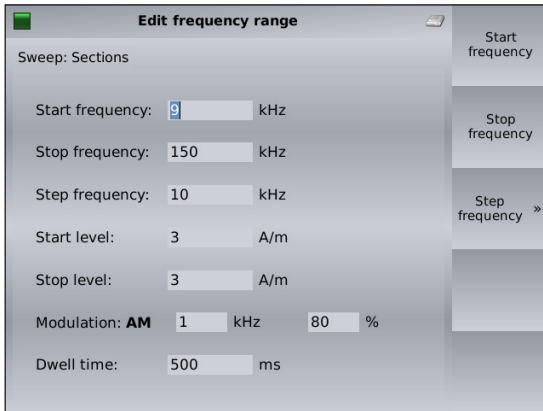 Edit frequency range
Sweep: Sections
Start frequency: 9 kHz
Stop frequency: 150 kHz
Step frequency: 10 kHz
Start level: 3 A/m
Stop level: 3 A/m
Modulation: AM 1 kHz 80 %
Dwell time: 500 ms
Start
frequency
Stop
frequency
Step
frequency »